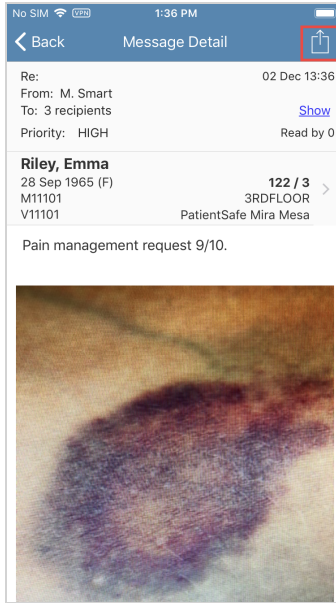 No SIM VPN 1:36 PM
Back Message Detail
Re: 02 Dec 13:36
From: M. Smart
To: 3 recipients Show
Priority: HIGH Read by 0
Riley, Emma
28 Sep 1965 (F) 122 / 3
M11101 3RDFLOOR
V11101 PatientSafe Mira Mesa
Pain management request 9/10.